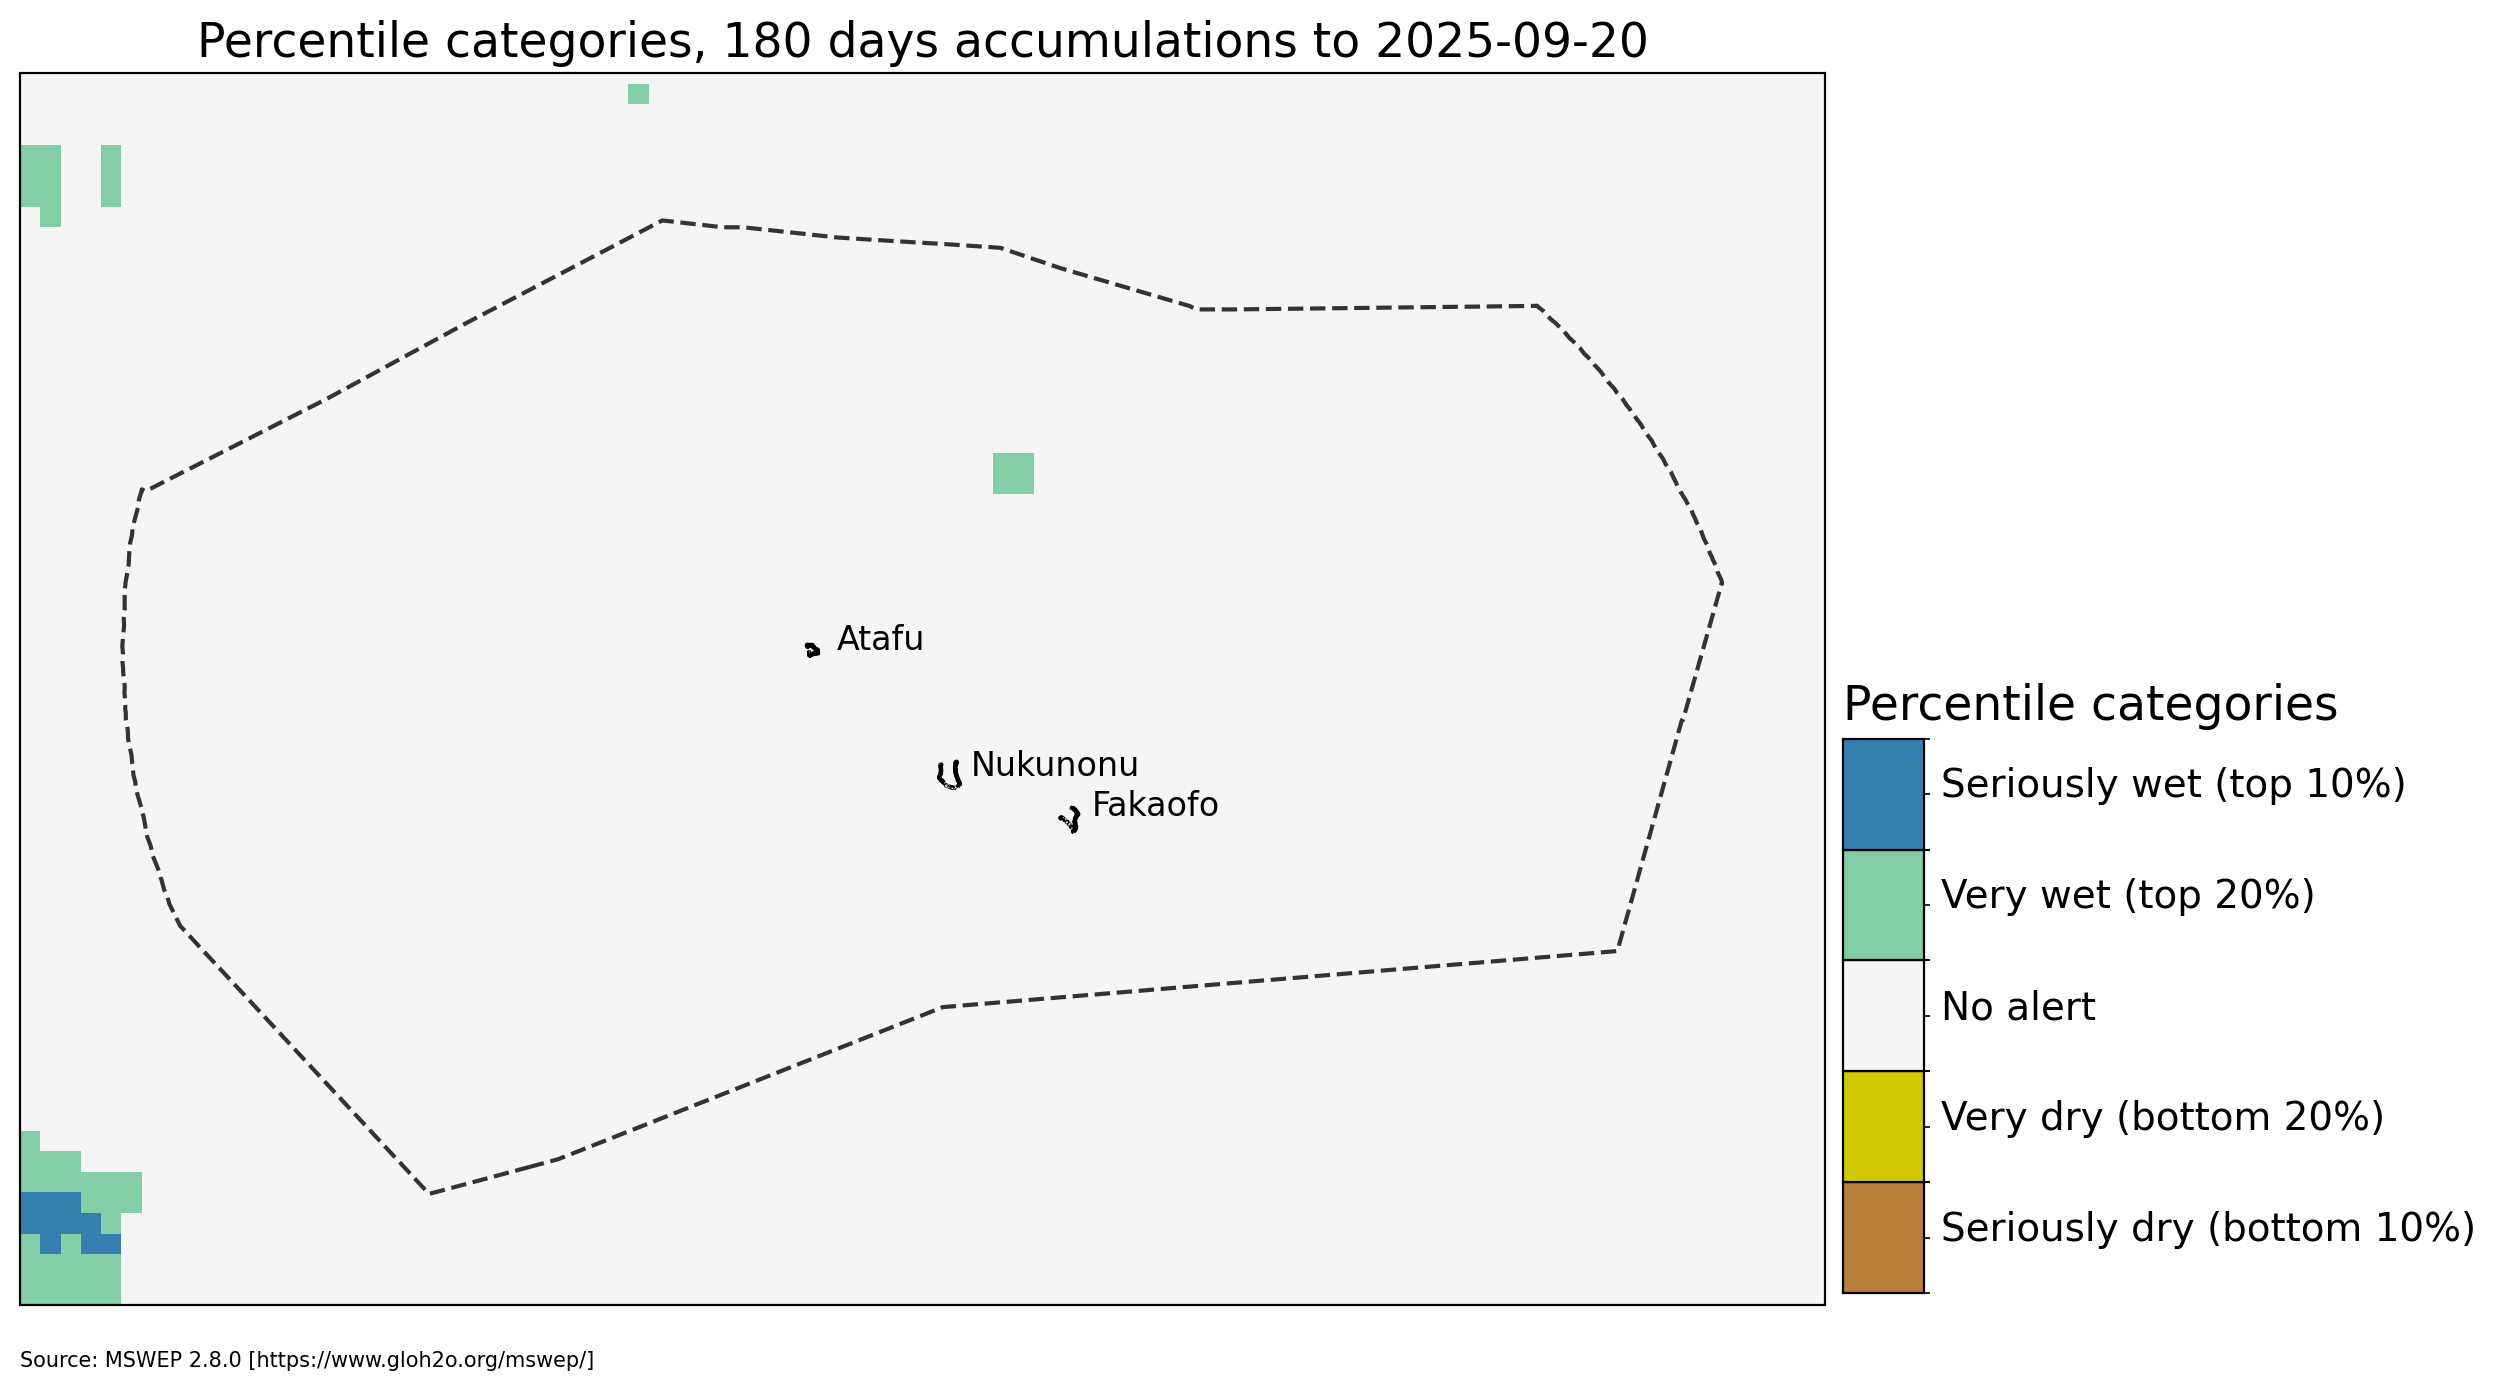 Percentile categories, 180 days accumulations to 2025-09-20
Atafu
Nukunonu
Fakaofo
Percentile categories
Seriously wet (top 10%)
Very wet (top 20%)
No alert
Very dry (bottom 20%)
Seriously dry (bottom 10%)
Source: MSWEP 2.8.0 [https://www.gloh2o.org/mswep/]